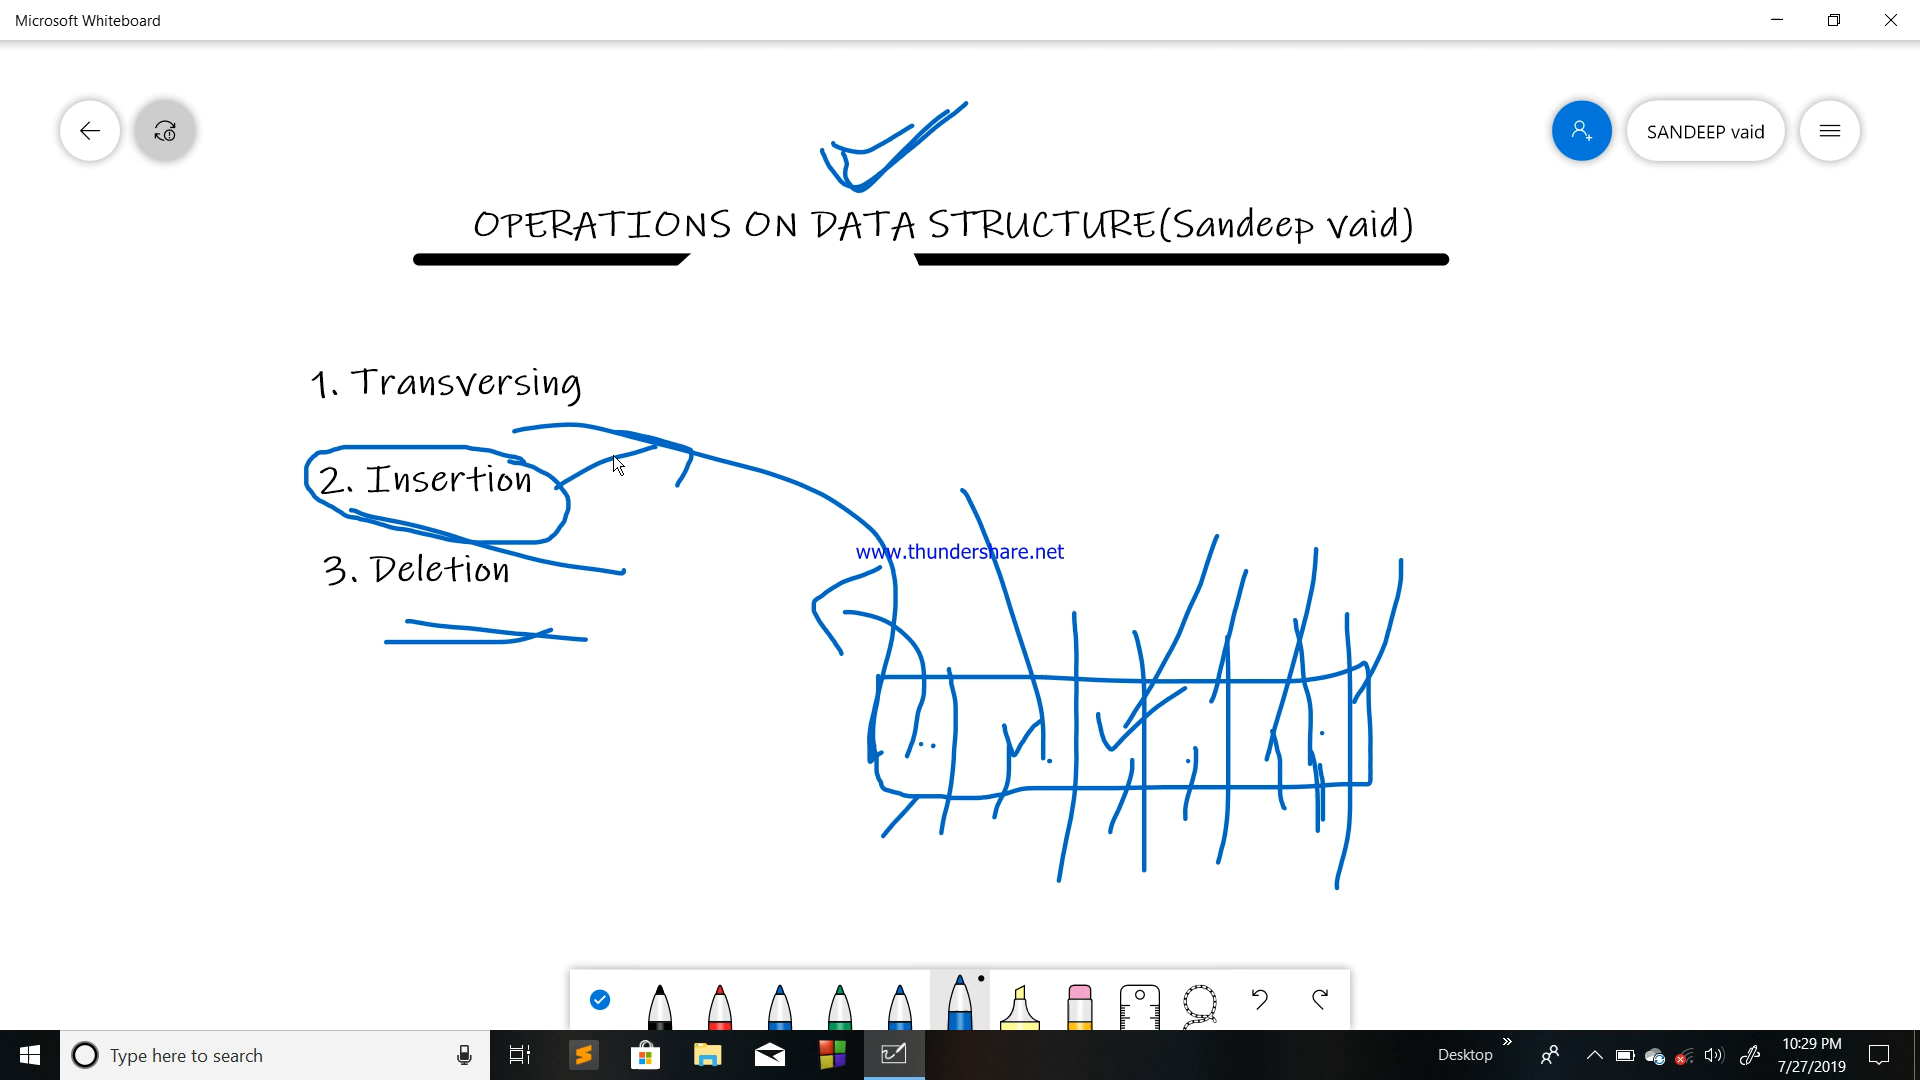 Microsoft Whiteboard
SANDEEP vaid
OPERATIONS ON DATA STRUCTURE(Sandeep vaid)
1. Transversing
2. Insertion
3. Deletion
www.thundershare.net
Type here to search
Desktop
10:29 PM
7/27/2019